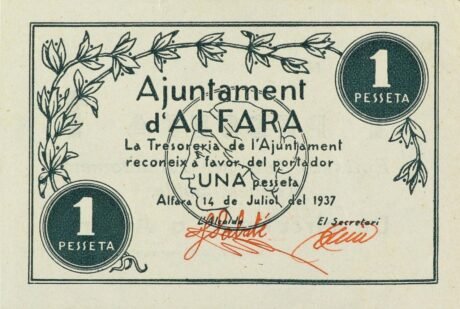 1
PESSETA
Ajuntament
d'ALFARA
La Tresoreria de l'Ajuntament
reconeix a favor del portador
UNA pesseta
Alfara 14 de Juliol del 1937
L'Alcalde El Secretari
1
PESSETA